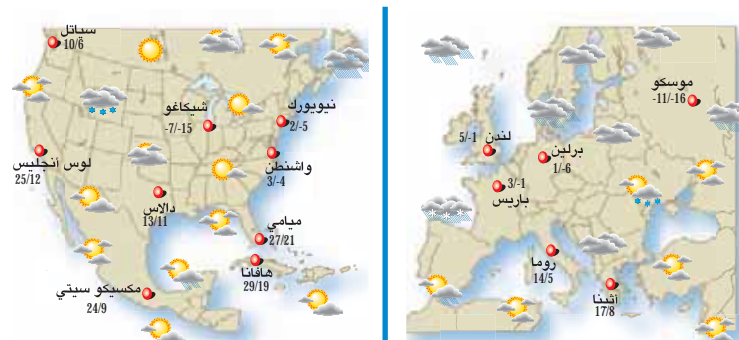 سياتل
10/6
شيكاغو
-7/-15
نيويورك
2/-5
لوس أنجليس
25/12
واشنطن
3/-4
دالاس
13/11
ميامي
27/21
هافانا
29/19
مكسيكو سيتي
24/9
موسكو
-11/-16
لندن
5/-1
برلين
1/-6
3/-1
باريس
روما
14/5
أثينا
17/8